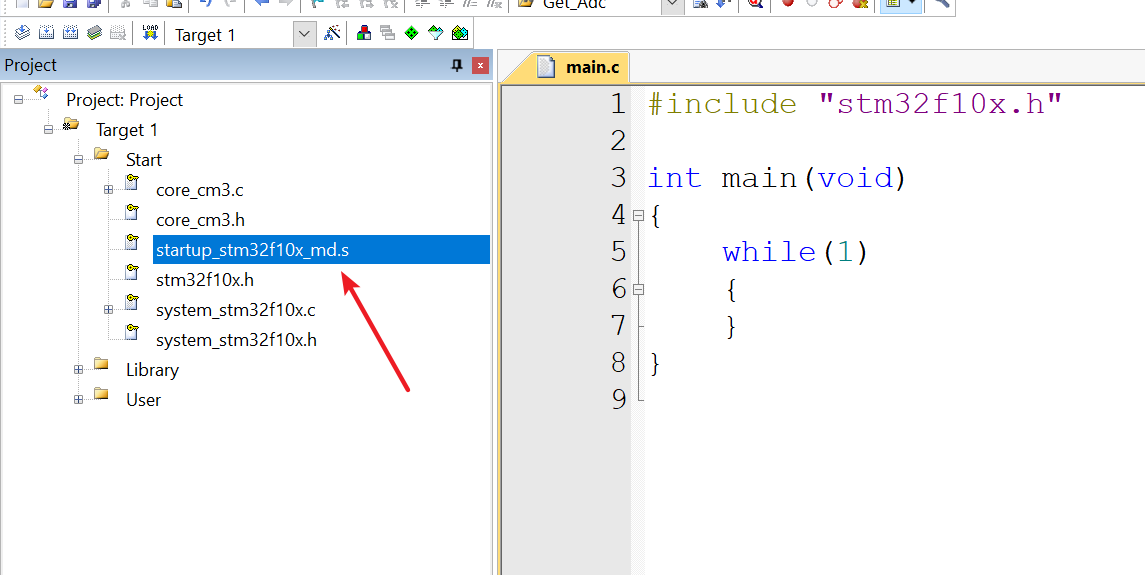 Get_Adc
LOAD
Target 1
Project
Project: Project
Target 1
Start
core_cm3.c
core_cm3.h
startup_stm32f10x_md.s
stm32f10x.h
system_stm32f10x.c
system_stm32f10x.h
Library
User
main.c
1 #include "stm32f10x.h"
2
3 int main(void)
4 {
5 while(1)
6 {
7 }
8 }
9